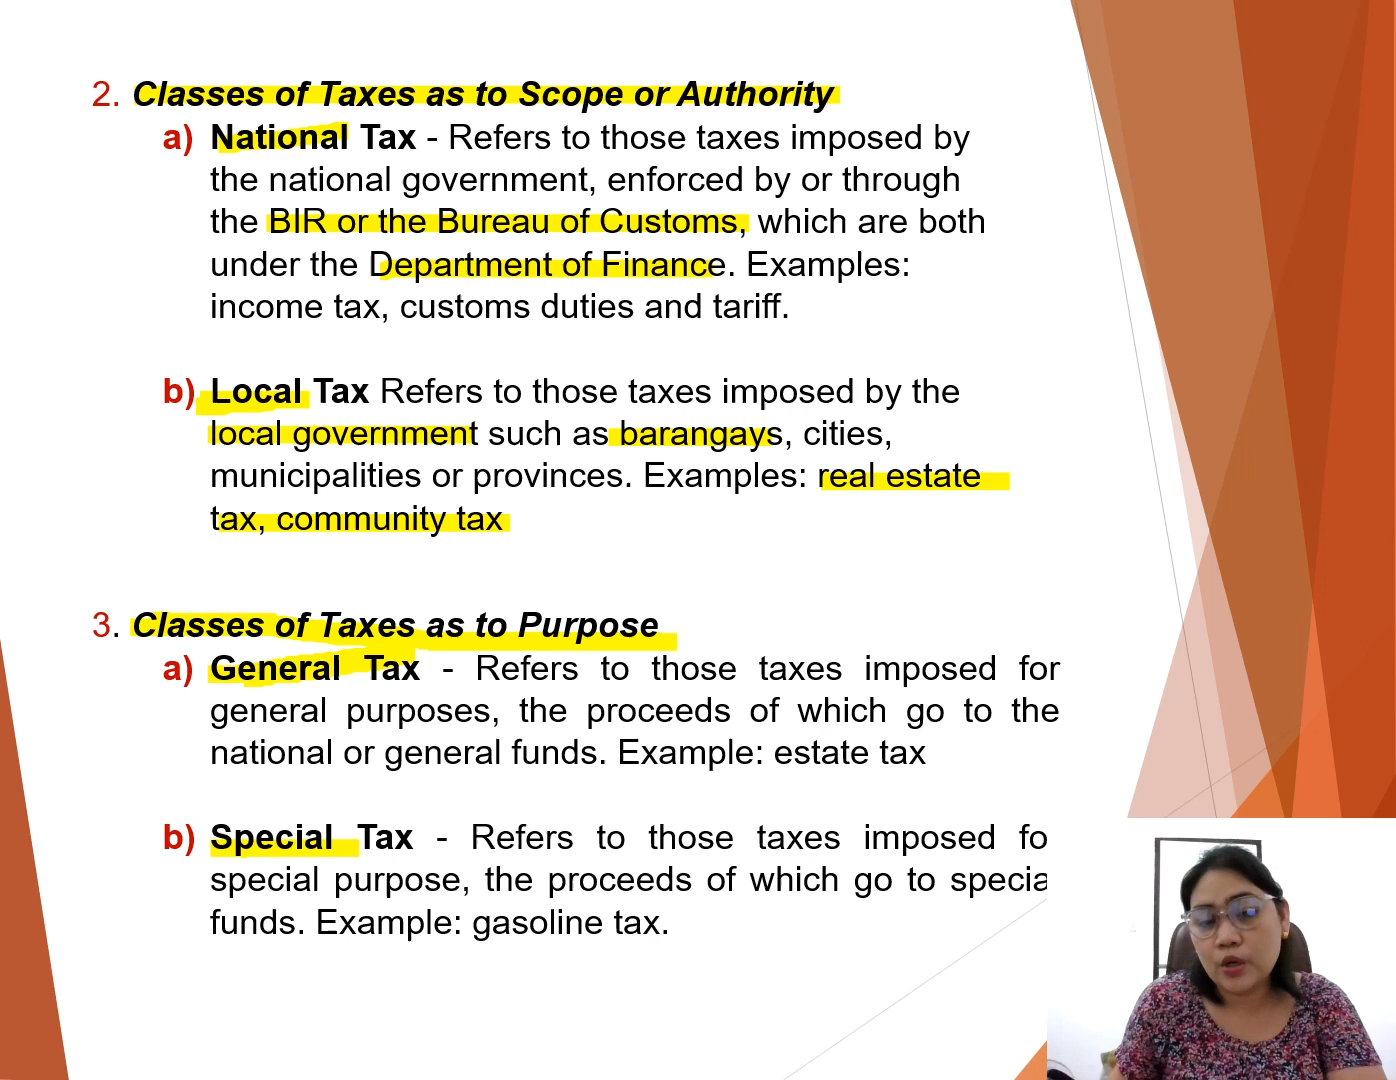 2. Classes of Taxes as to Scope or Authority
a) National Tax - Refers to those taxes imposed by
the national government, enforced by or through
the BIR or the Bureau of Customs, which are both
under the Department of Finance. Examples:
income tax, customs duties and tariff.
b) Local Tax Refers to those taxes imposed by the
local government such as barangays, cities,
municipalities or provinces. Examples: real estate
tax, community tax
3. Classes of Taxes as to Purpose
a) General Tax - Refers to those taxes imposed for
general purposes, the proceeds of which go to the
national or general funds. Example: estate tax
b) Special Tax - Refers to those taxes imposed fo
special purpose, the proceeds of which go to specia
funds. Example: gasoline tax.